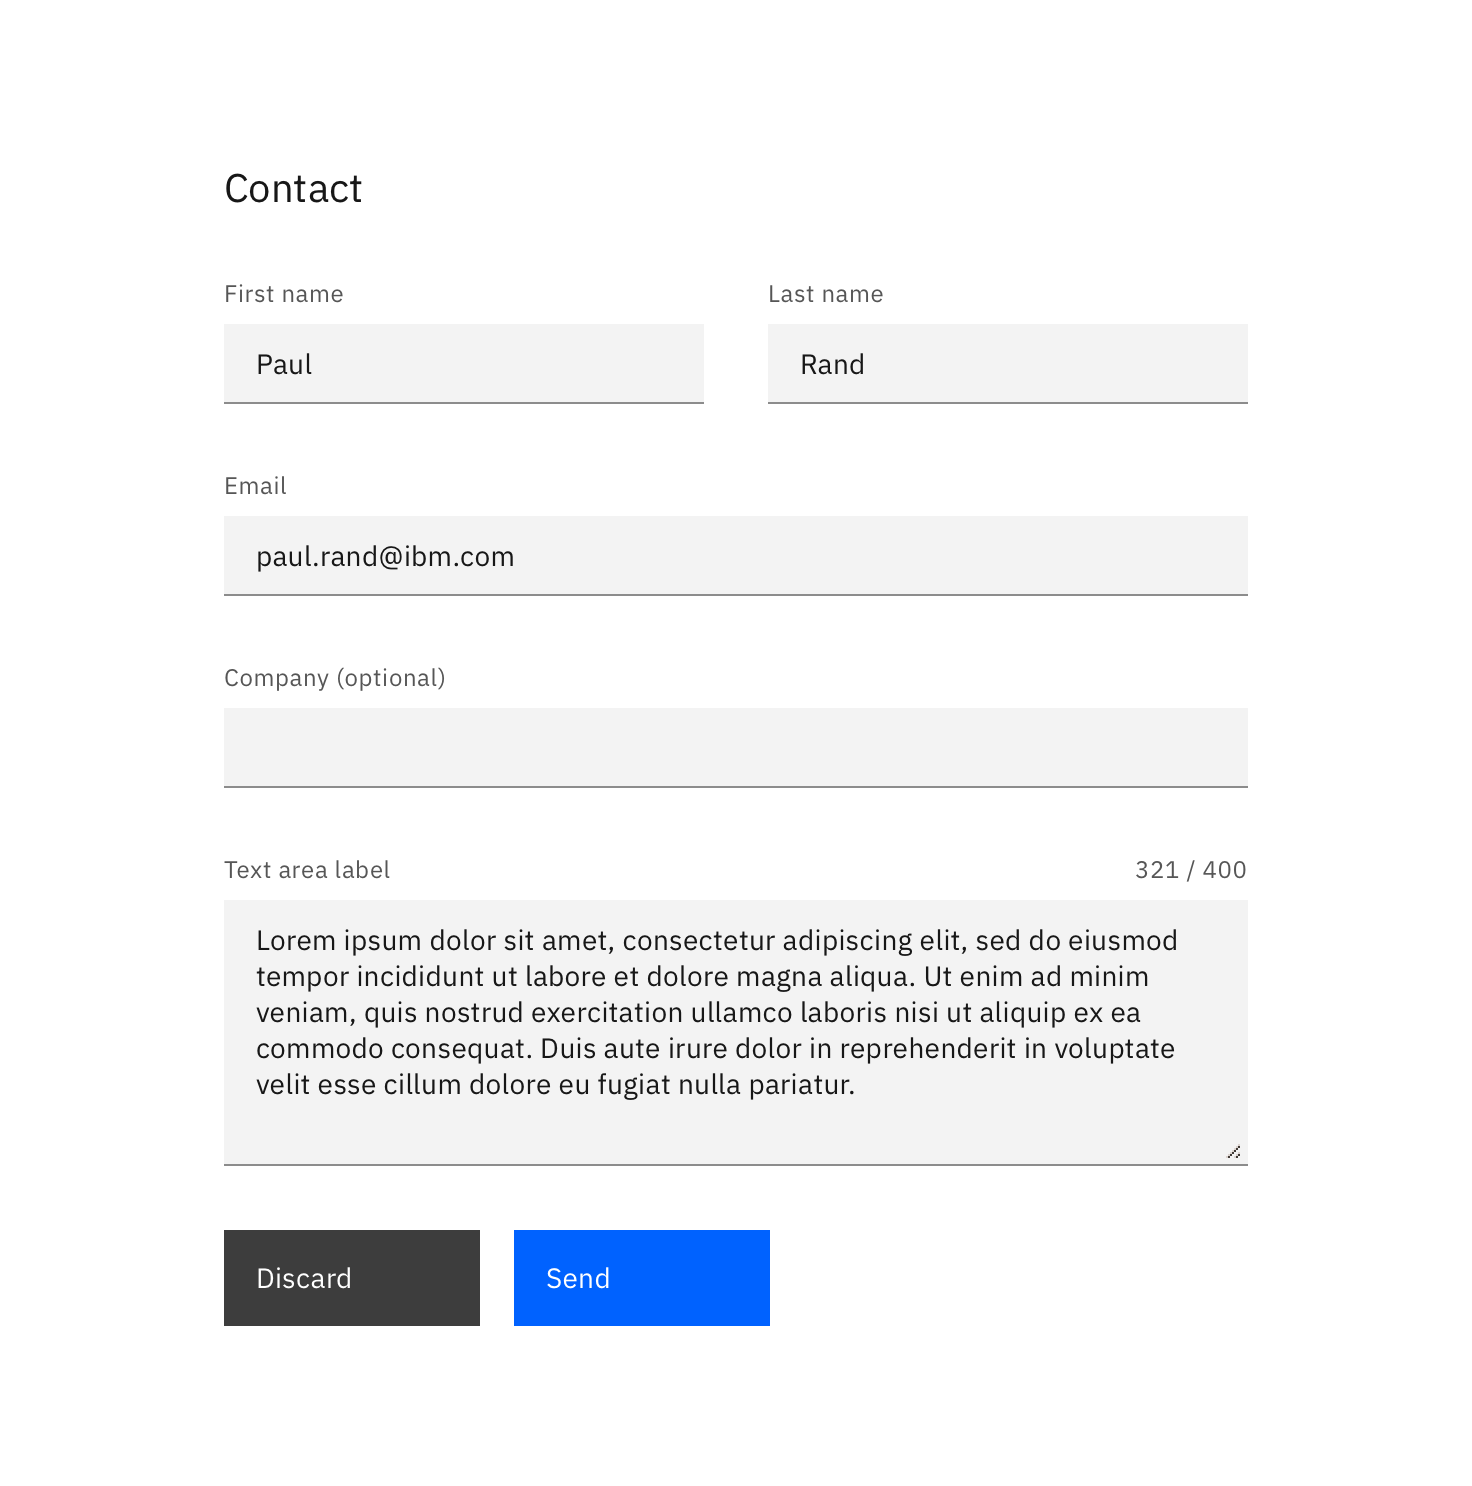 Contact
First name
Last name
Paul
Rand
Email
paul.rand@ibm.com
Company (optional)
Text area label
321 / 400
Lorem ipsum dolor sit amet, consectetur adipiscing elit, sed do eiusmod
tempor incididunt ut labore et dolore magna aliqua. Ut enim ad minim
veniam, quis nostrud exercitation ullamco laboris nisi ut aliquip ex ea
commodo consequat. Duis aute irure dolor in reprehenderit in voluptate
velit esse cillum dolore eu fugiat nulla pariatur.
Discard
Send